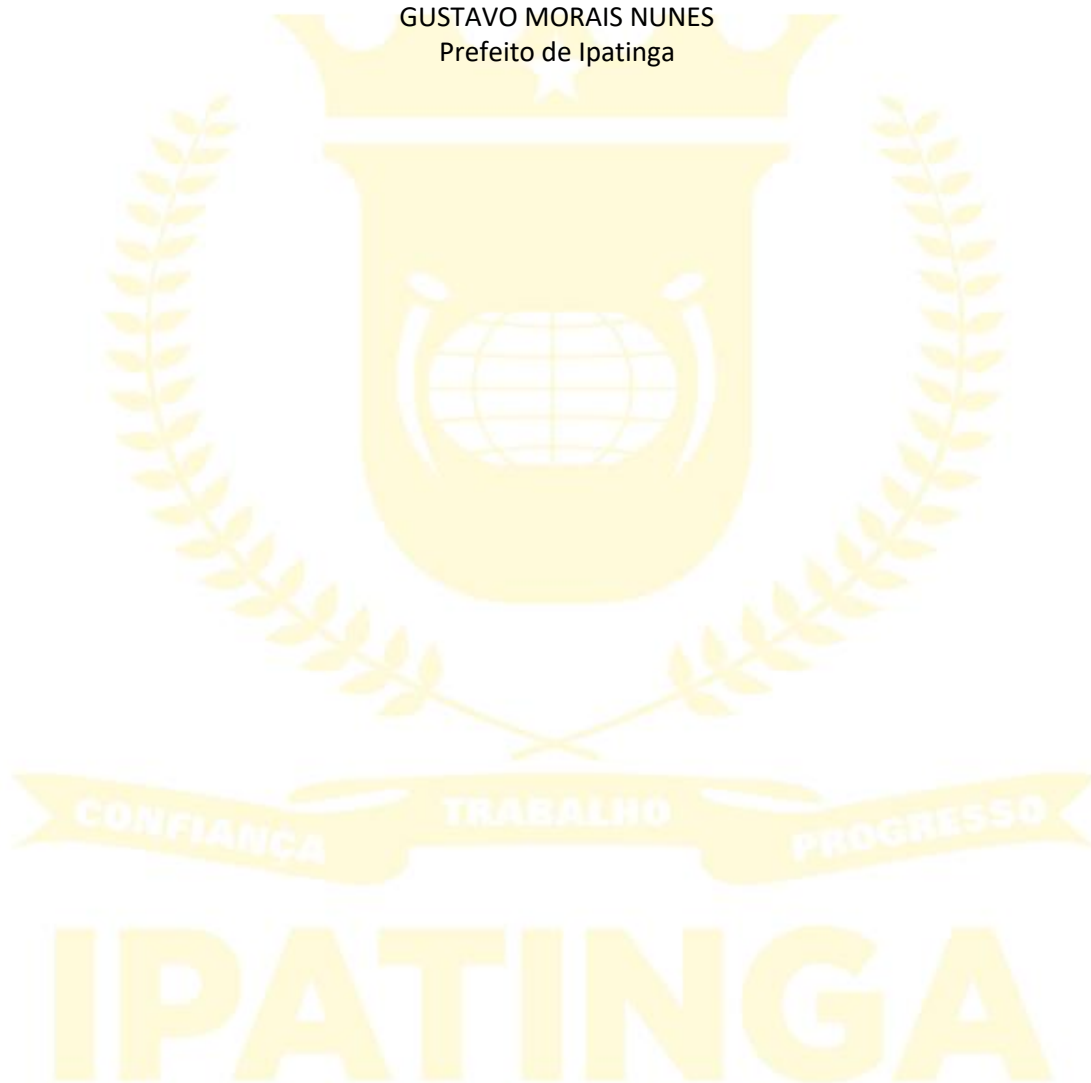 GUSTAVO MORAIS NUNES
Prefeito de Ipatinga
CONFIANÇA TRABALHO PROGRESSO
IPATINGA